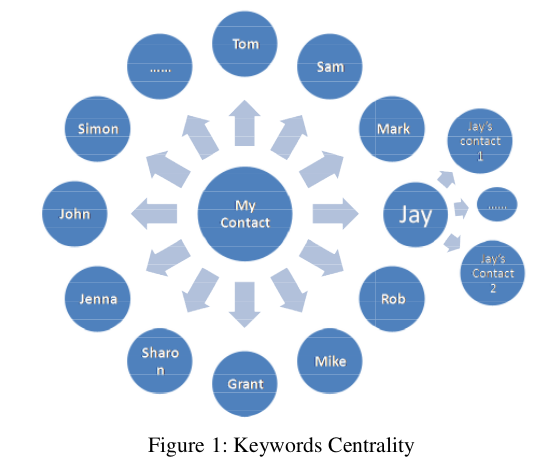 Tom
......
Sam
Simon
Mark
Jay's
contact
1
My
Contact
John
Jay
......
Jay's
Contact
2
Jenna
Rob
Sharo
n
Mike
Grant
Figure 1: Keywords Centrality